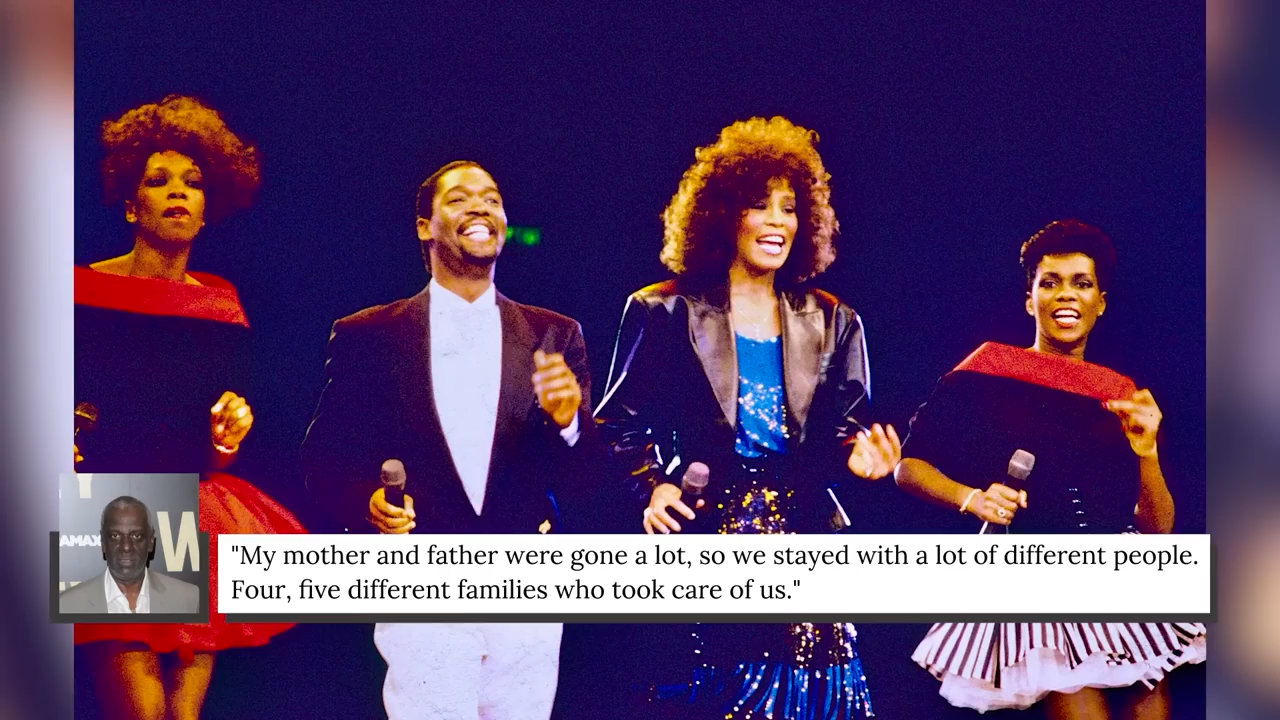 Y
AMAX
W
"My mother and father were gone a lot, so we stayed with a lot of different people.
Four, five different families who took care of us."